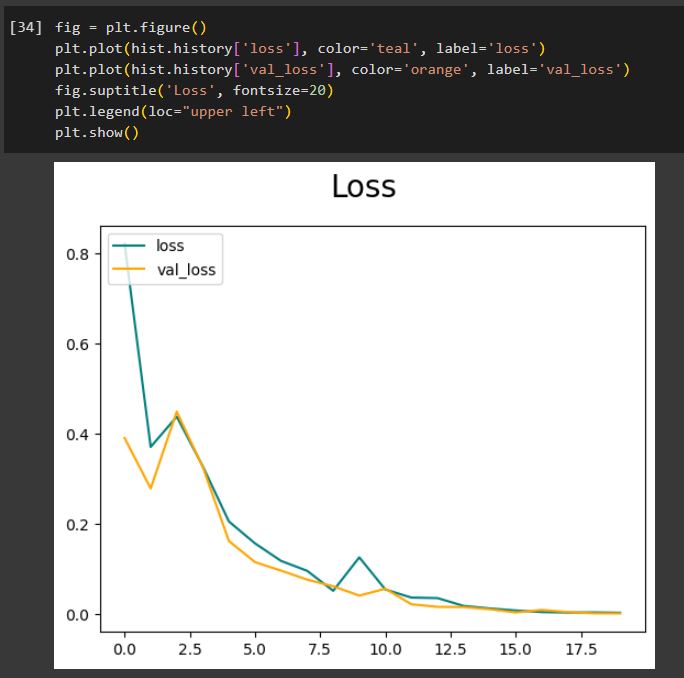 [34] fig = plt.figure()
plt.plot(hist.history['loss'], color='teal', label='loss')
plt.plot(hist.history['val_loss'], color='orange', label='val_loss')
fig.suptitle('Loss', fontsize=20)
plt.legend(loc="upper left")
plt.show()
Loss
loss
val_loss
0.8
0.6
0.4
0.2
0.0
0.0 2.5 5.0 7.5 10.0 12.5 15.0 17.5